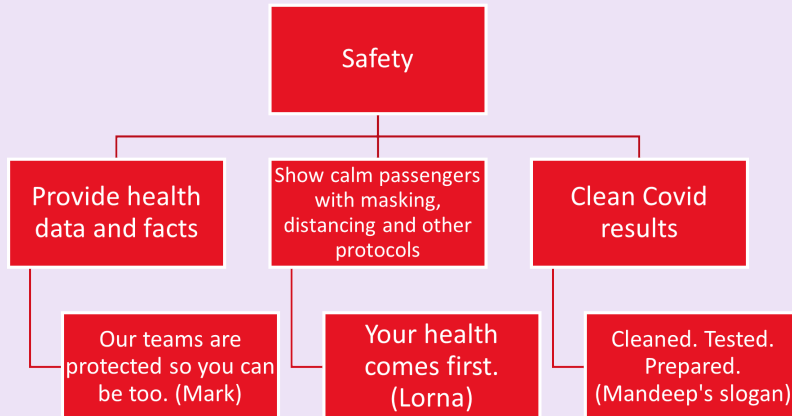 Safety
Provide health
data and facts
Show calm passengers
with masking,
distancing and other
protocols
Clean Covid
results
Our teams are
protected so you can
be too. (Mark)
Your health
comes first.
(Lorna)
Cleaned. Tested.
Prepared.
(Mandeep's slogan)